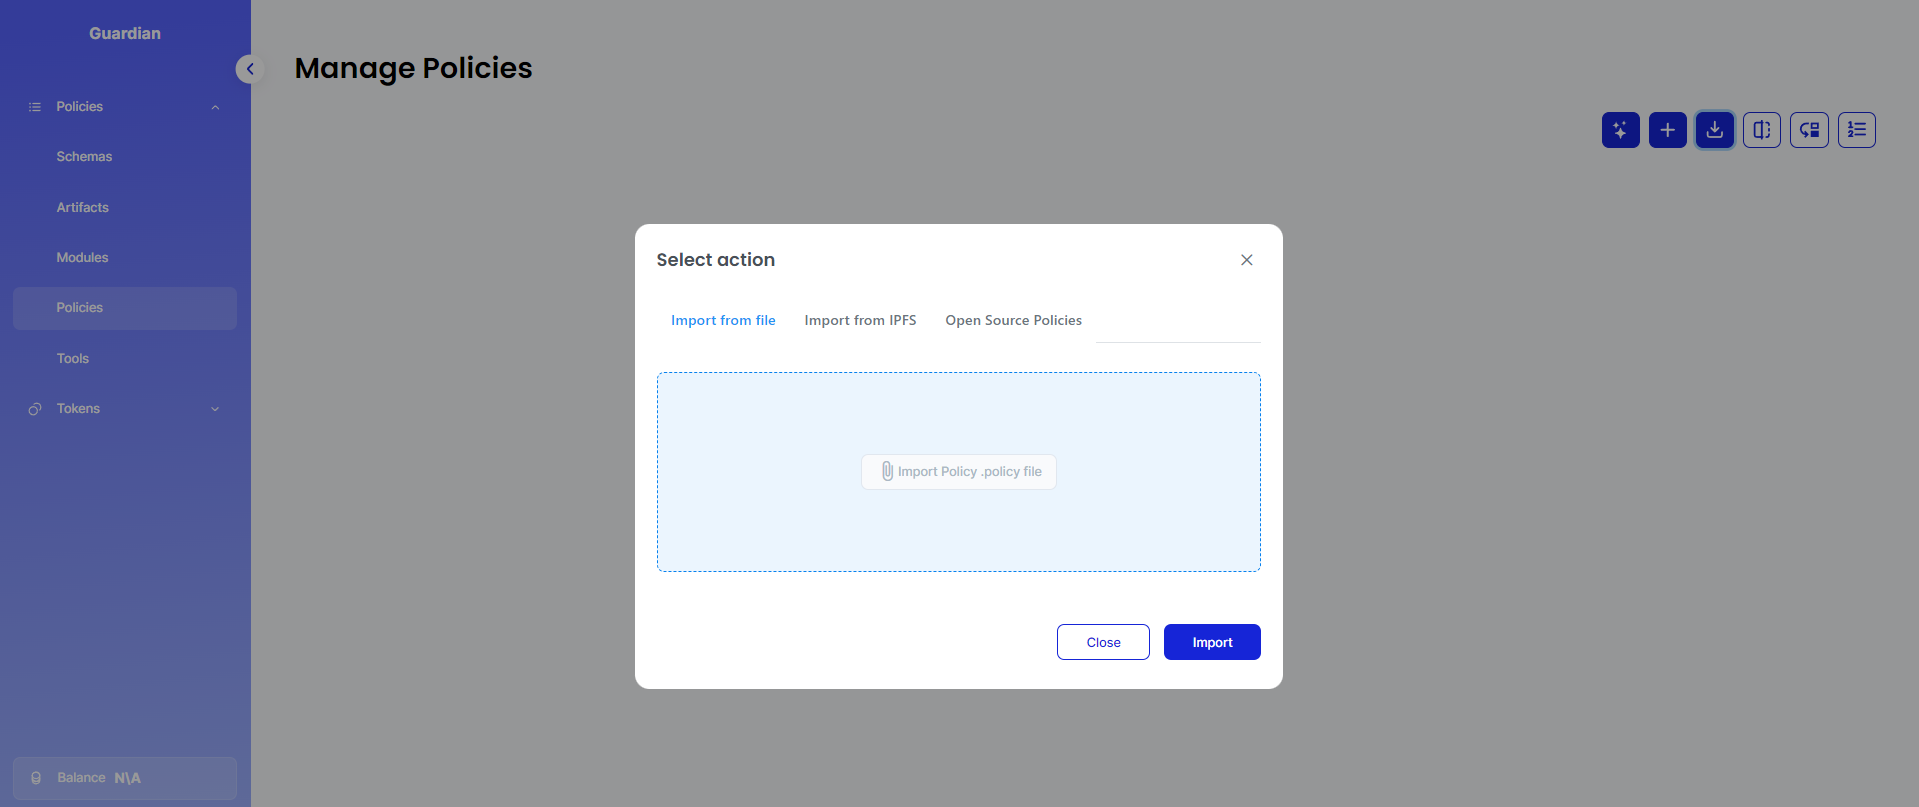 Guardian
Manage Policies
Policies
Schemas
Artifacts
Modules
Policies
Tools
Tokens
Balance N\A
Select action
Import from file
Import from IPFS
Open Source Policies
Import Policy .policy file
Close
Import